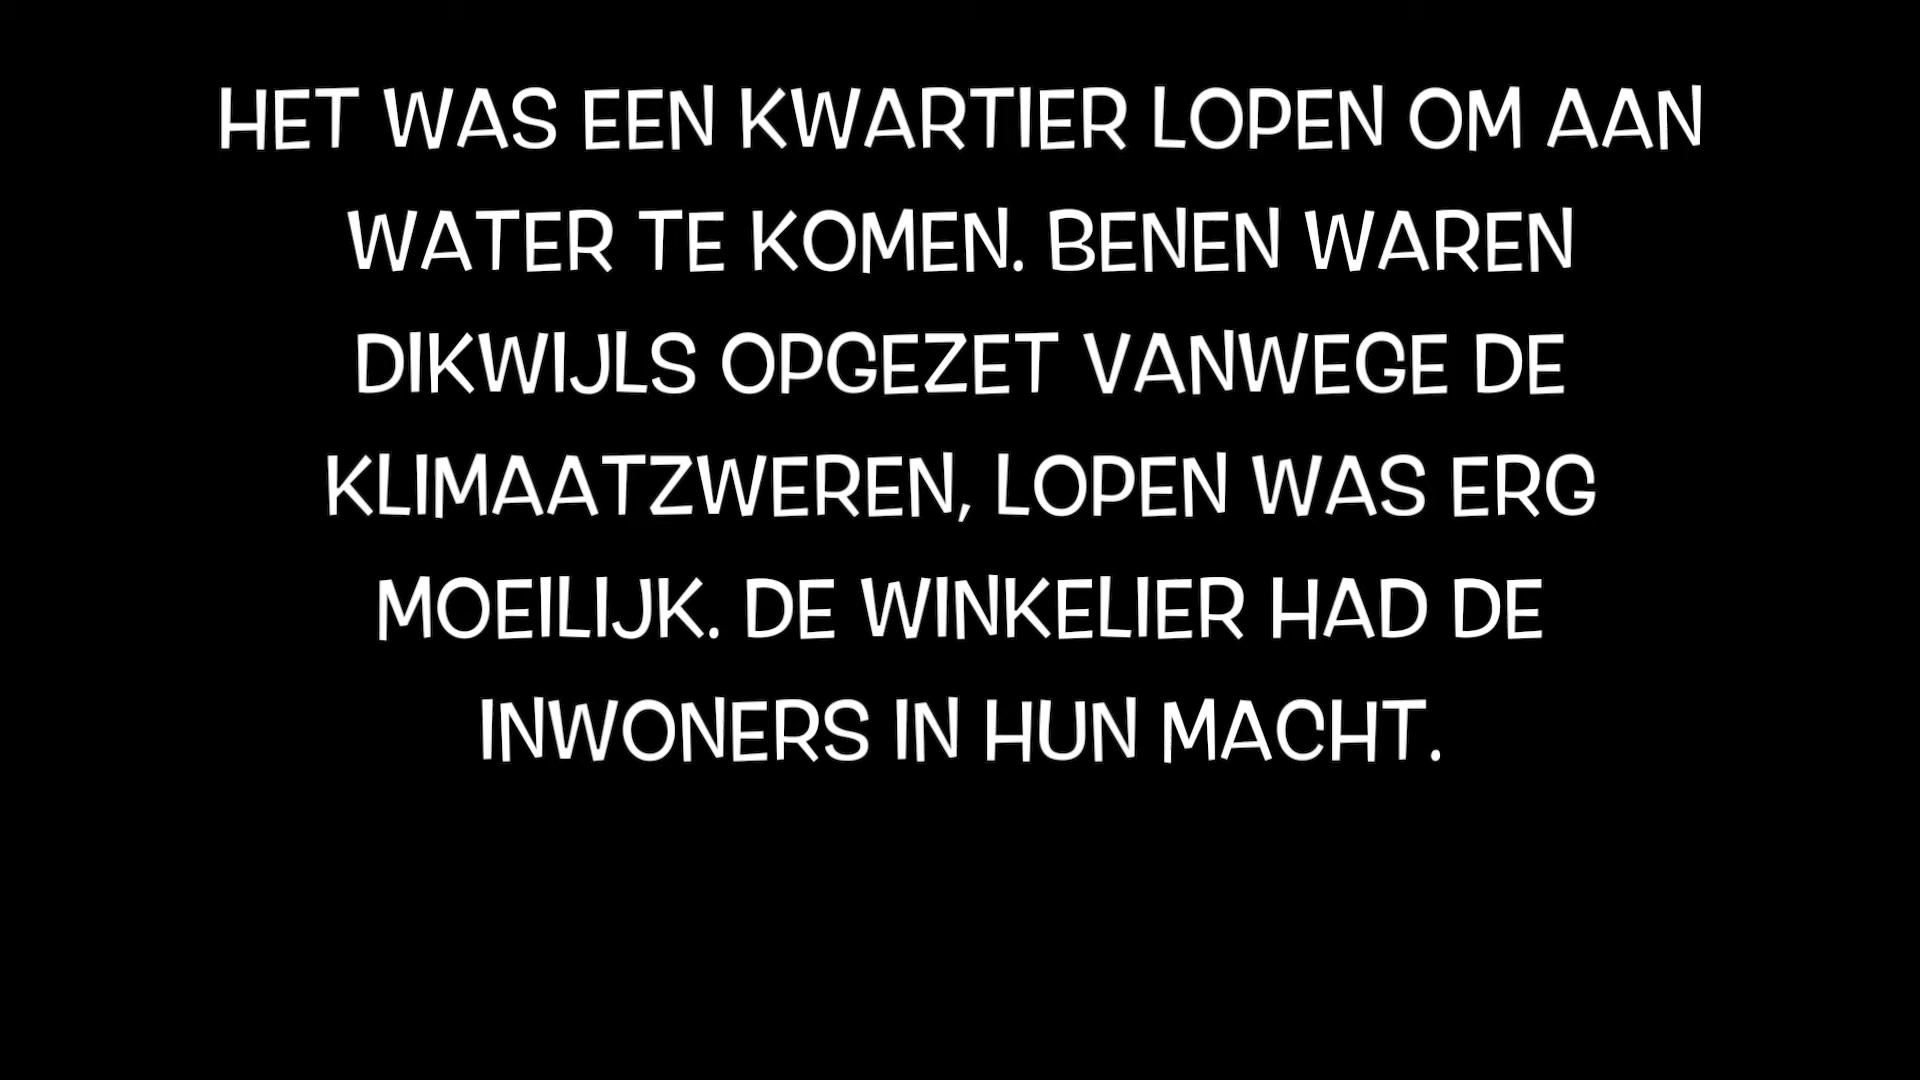 HET WAS EEN KWARTIER LOPEN OM AAN
WATER TE KOMEN. BENEN WAREN
DIKWIJLS OPGEZET VANWEGE DE
KLIMAATZWEREN, LOPEN WAS ERG
MOEILIJK. DE WINKELIER HAD DE
INWONERS IN HUN MACHT.